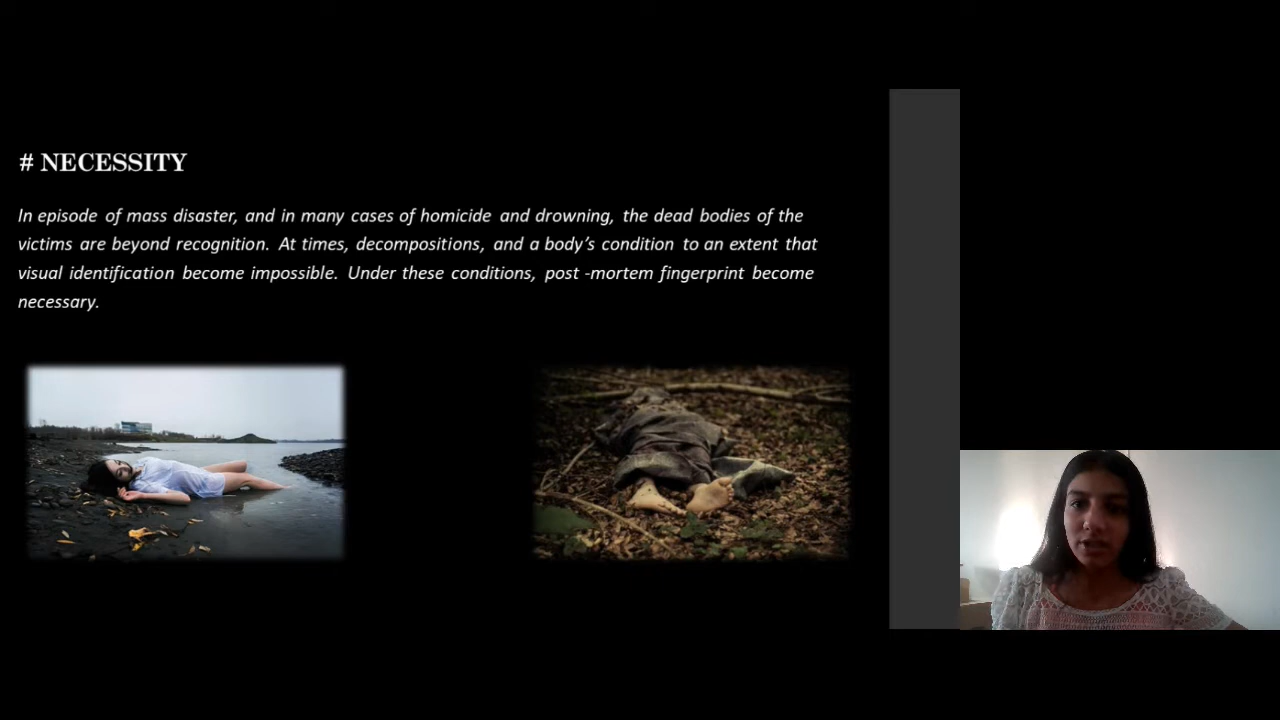 # NECESSITY
In episode of mass disaster, and in many cases of homicide and drowning, the dead bodies of the
victims are beyond recognition. At times, decompositions, and a body's condition to an extent that
visual identification become impossible. Under these conditions, post -mortem fingerprint become
necessary.